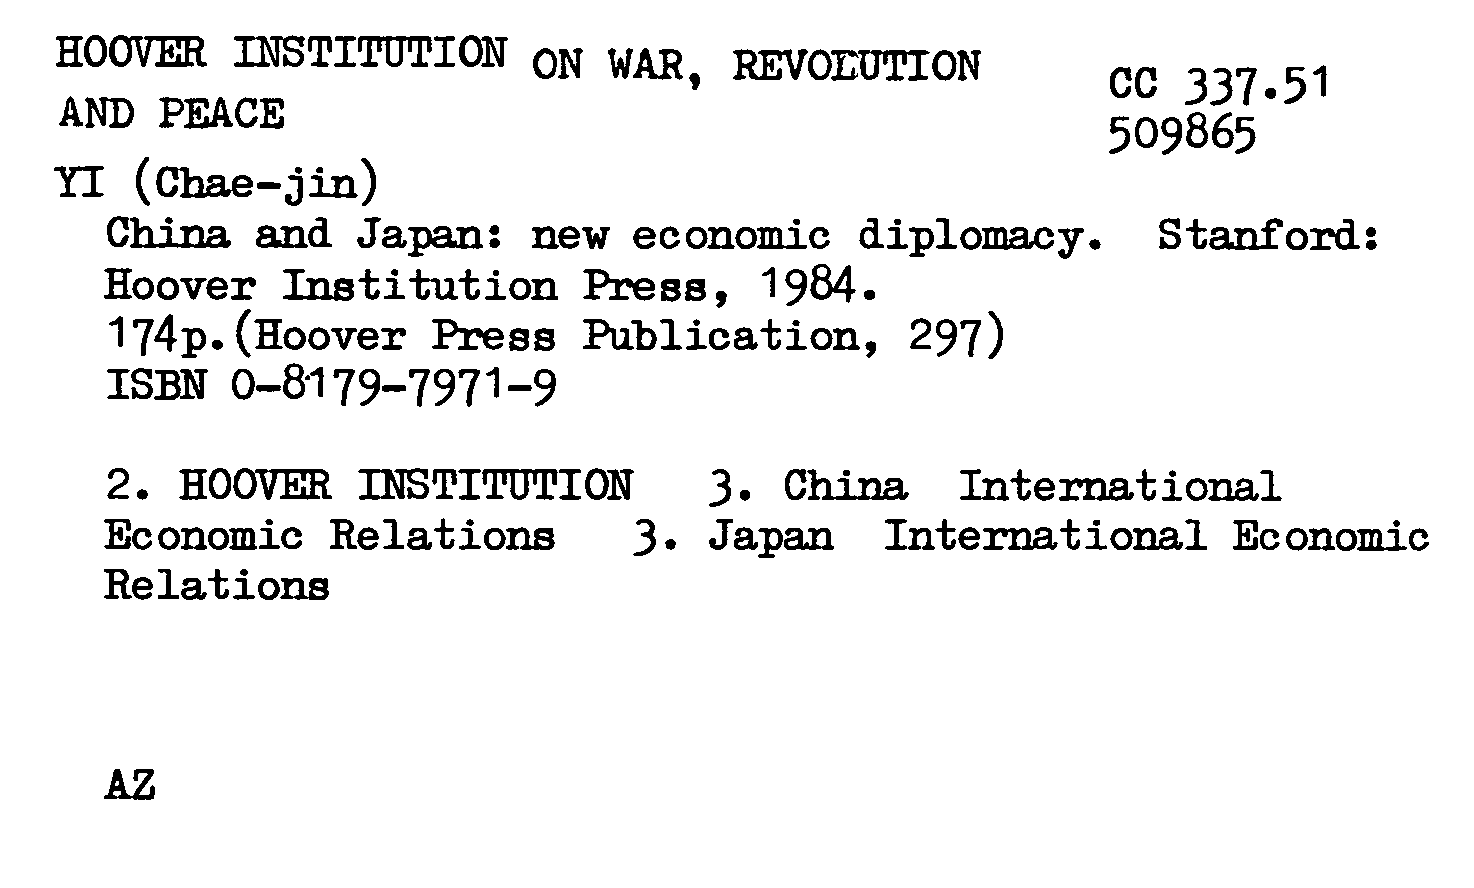 HOOVER INSTITUTION ON WAR, REVOLUTION
AND PEACE
CC 337.51
509865
YI (Chae-jin)
China and Japan: new economic diplomacy. Stanford:
Hoover Institution Press, 1984.
174p.(Hoover Press Publication, 297)
ISBN 0-8179-7971-9
2. HOOVER INSTITUTION 3. China International
Economic Relations 3. Japan International Economic
Relations
AZ